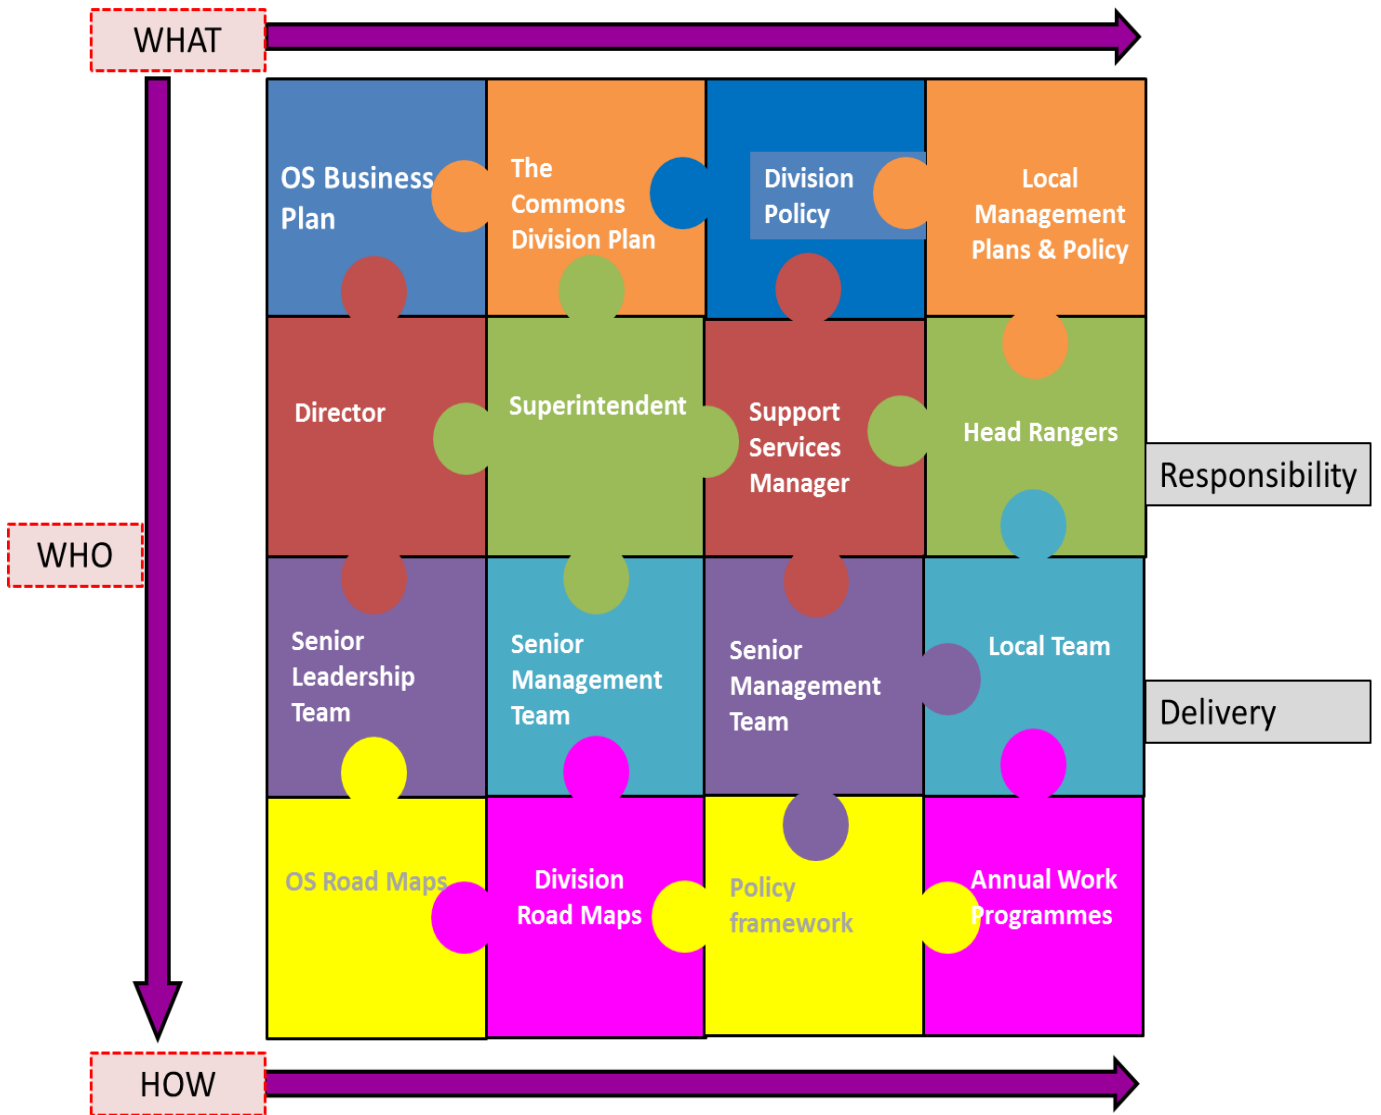 WHAT
OS Business
Plan
The
Commons
Division Plan
Division
Policy
Local
Management
Plans & Policy
Director
Superintendent
Support
Services
Manager
Head Rangers
Responsibility
WHO
Senior
Leadership
Team
Senior
Management
Team
Senior
Management
Team
Local Team
Delivery
OS Road Maps
Division
Road Maps
Policy
framework
Annual Work
Programmes
HOW